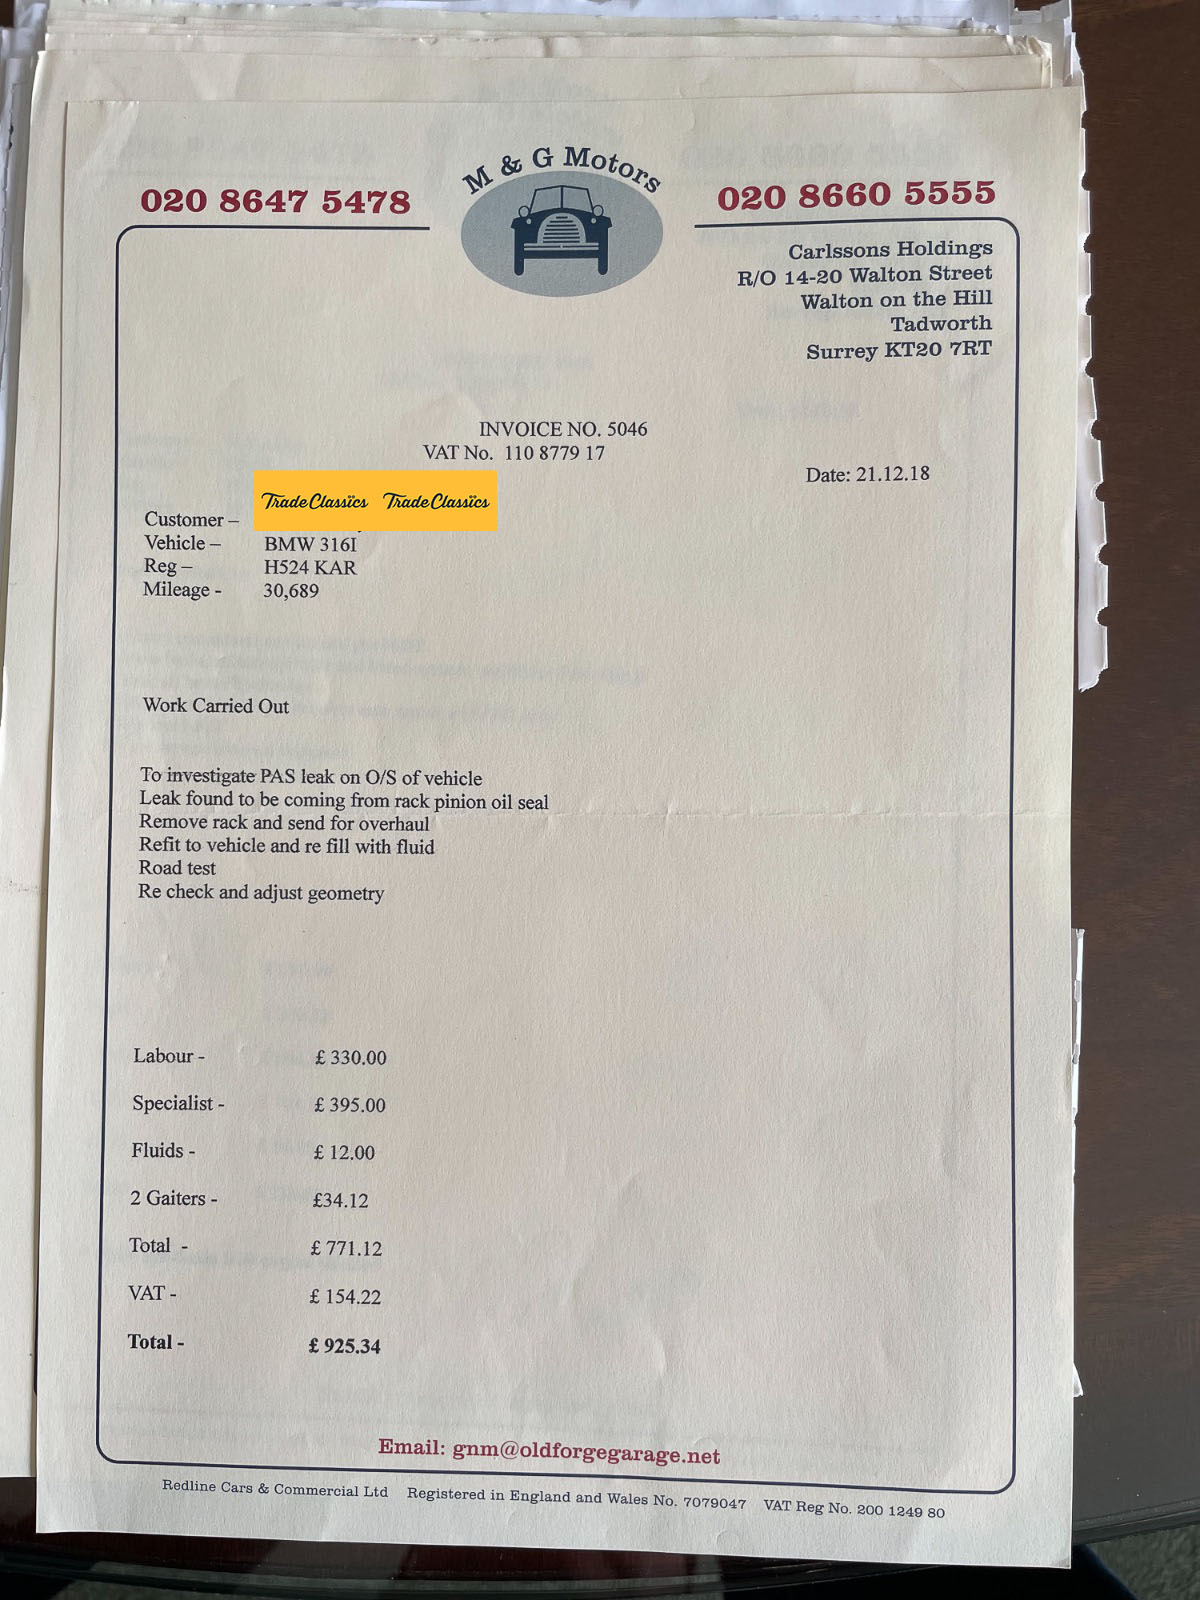 M & G Motors
020 8647 5478
020 8660 5555
Carlssons Holdings
R/O 14-20 Walton Street
Walton on the Hill
Tadworth
Surrey KT20 7RT
INVOICE NO. 5046
VAT No. 110 8779 17
Date: 21.12.18
TradeClassics TradeClassics
Customer –
Vehicle – BMW 316I
Reg – H524 KAR
Mileage - 30,689
Work Carried Out
To investigate PAS leak on O/S of vehicle
Leak found to be coming from rack pinion oil seal
Remove rack and send for overhaul
Refit to vehicle and re fill with fluid
Road test
Re check and adjust geometry
Labour - £ 330.00
Specialist - £ 395.00
Fluids - £ 12.00
2 Gaiters - £34.12
Total - £ 771.12
VAT - £ 154.22
Total - £ 925.34
Email: gnm@oldforgegarage.net
Redline Cars & Commercial Ltd Registered in England and Wales No. 7079047 VAT Reg No. 200 1249 80